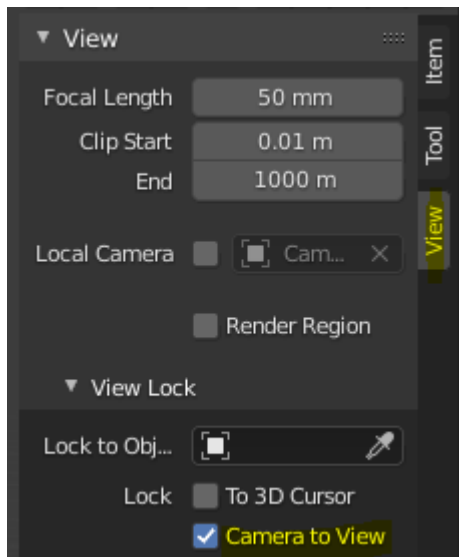 View
Focal Length 50 mm
Clip Start 0.01 m
End 1000 m
Local Camera Cam...
Render Region
View Lock
Lock to Obj...
Lock To 3D Cursor
Camera to View
Item
Tool
View